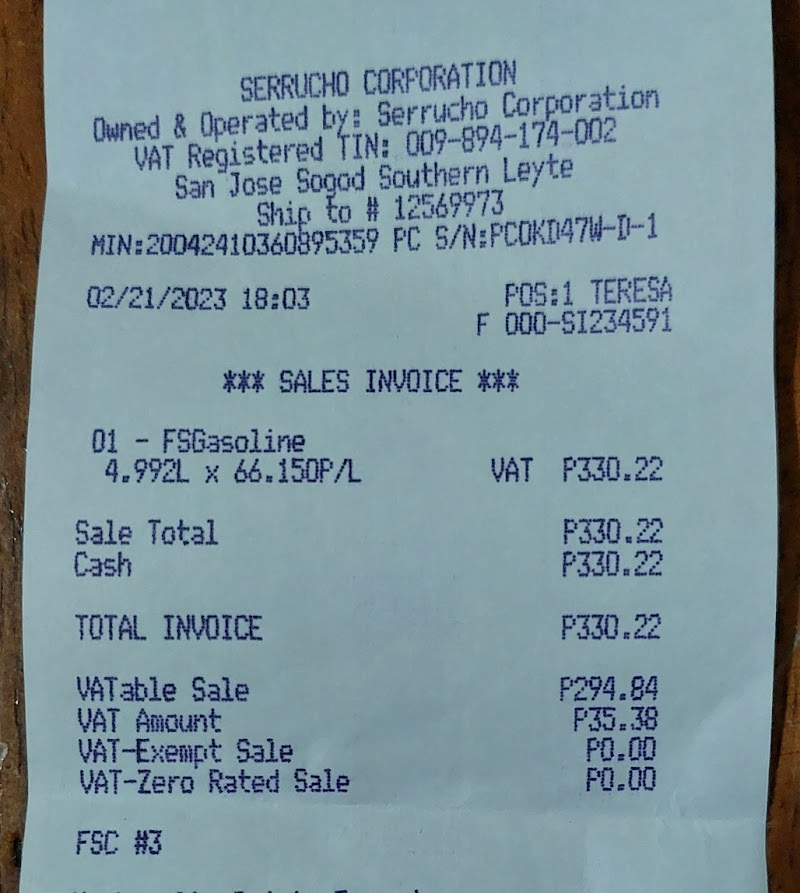 SERRUCHO CORPORATION
Owned & Operated by: Serrucho Corporation
VAT Registered TIN: 009-894-174-002
San Jose Sogod Southern Leyte
Ship to # 12569973
MIN:20042410360895359 PC S/N:PCOKD47W-D-1
02/21/2023 18:03 POS:1 TERESA
F 000-SI234591
*** SALES INVOICE ***
01 - FSGasoline
4.992L x 66.150P/L VAT P330.22
Sale Total P330.22
Cash P330.22
TOTAL INVOICE P330.22
VATable Sale P294.84
VAT Amount P35.38
VAT-Exempt Sale P0.00
VAT-Zero Rated Sale P0.00
FSC #3